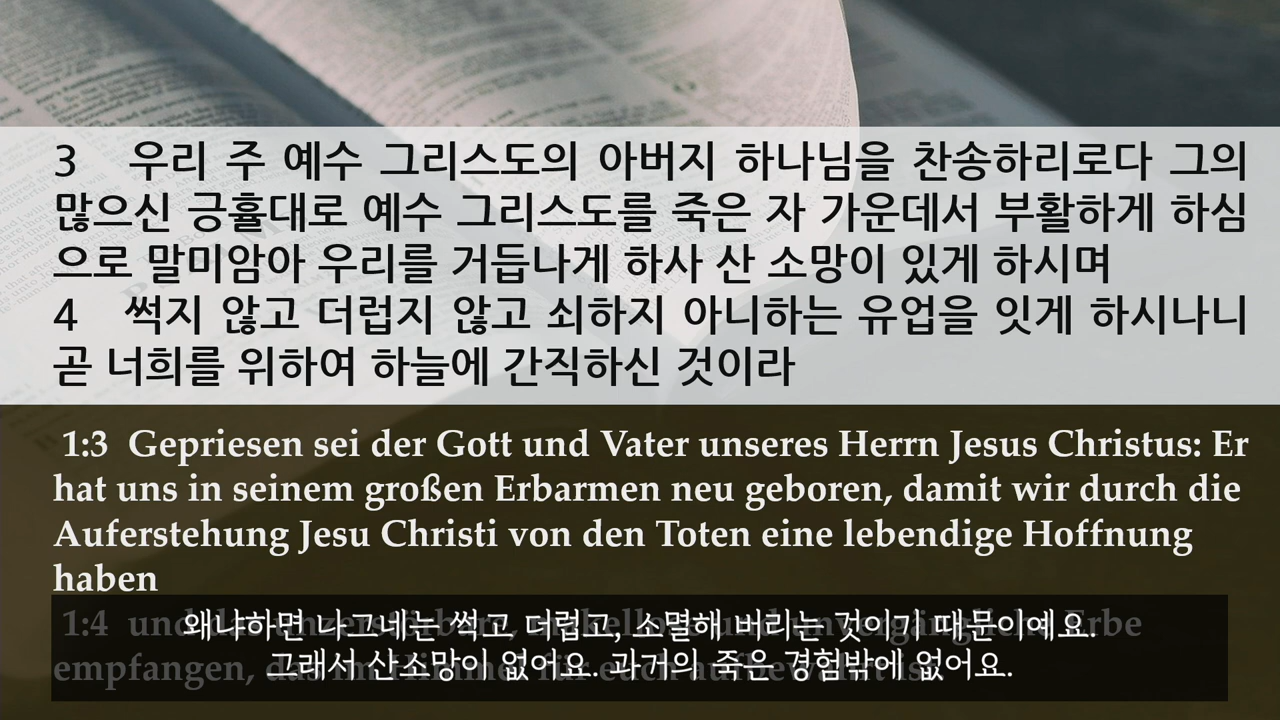 3 우리 주 예수 그리스도의 아버지 하나님을 찬송하리로다 그의
많으신 긍휼대로 예수 그리스도를 죽은 자 가운데서 부활하게 하심
으로 말미암아 우리를 거듭나게 하사 산 소망이 있게 하시며
4 썩지 않고 더럽지 않고 쇠하지 아니하는 유업을 잇게 하시나니
곧 너희를 위하여 하늘에 간직하신 것이라
1:3 Gepriesen sei der Gott und Vater unseres Herrn Jesus Christus: Er
hat uns in seinem großen Erbarmen neu geboren, damit wir durch die
Auferstehung Jesu Christi von den Toten eine lebendige Hoffnung
haben
1:4 und das Erbe
empfangen, das im Himmel für euch aufbewahrt ist
왜냐하면 나그네는 썩고, 더럽고, 소멸해 버리는 것이기 때문이에요.
그래서 산소망이 없어요. 과거의 죽은 경험밖에 없어요.